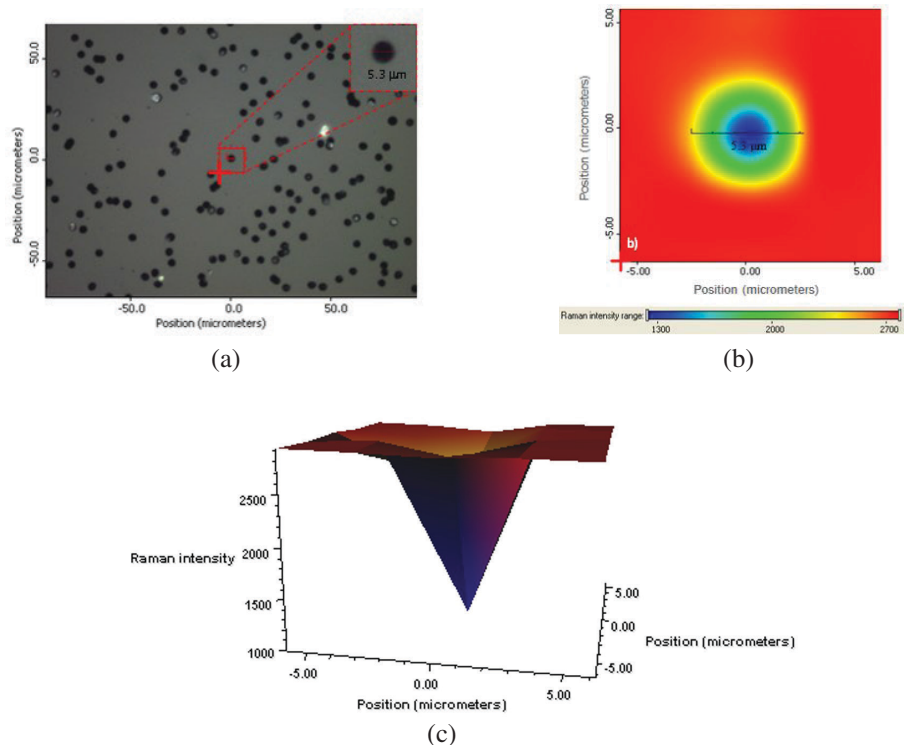 50.0
0.0
-50.0
Position (micrometers)
5.3 µm
-50.0 0.0 50.0
Position (micrometers)
(a)
5.00
0.00
-5.00
Position (micrometers)
5.3 µm
b)
-5.00 0.00 5.00
Position (micrometers)
Raman intensity range:
1300 2000 2700
(b)
2500
2000
1500
1000
Raman intensity
5.00
0.00
-5.00
Position (micrometers)
-5.00 0.00 5.00
Position (micrometers)
(c)